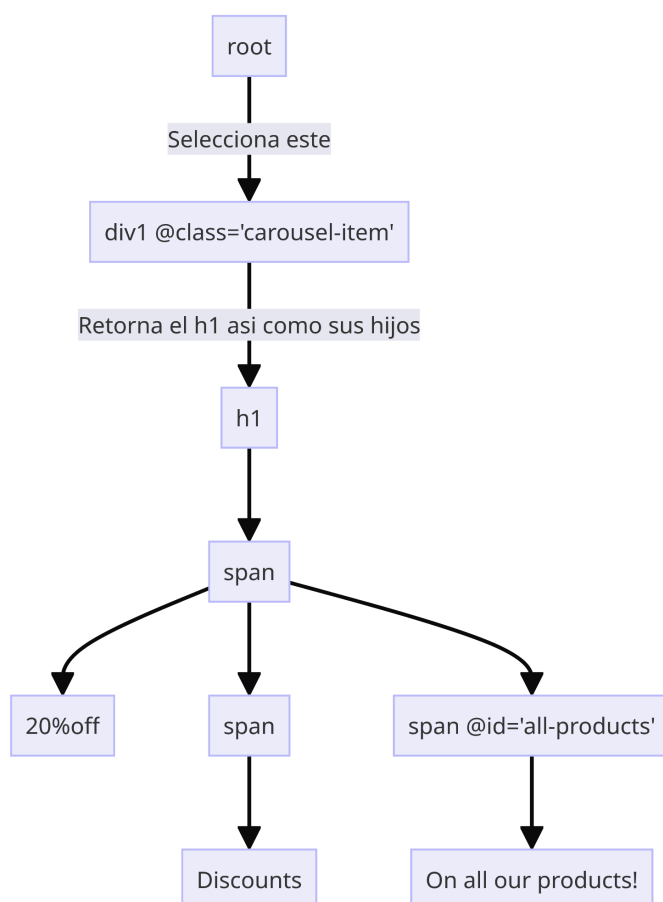 root
Selecciona este
div1 @class='carousel-item'
Retorna el h1 asi como sus hijos
h1
span
20%off
span
span @id='all-products'
Discounts
On all our products!